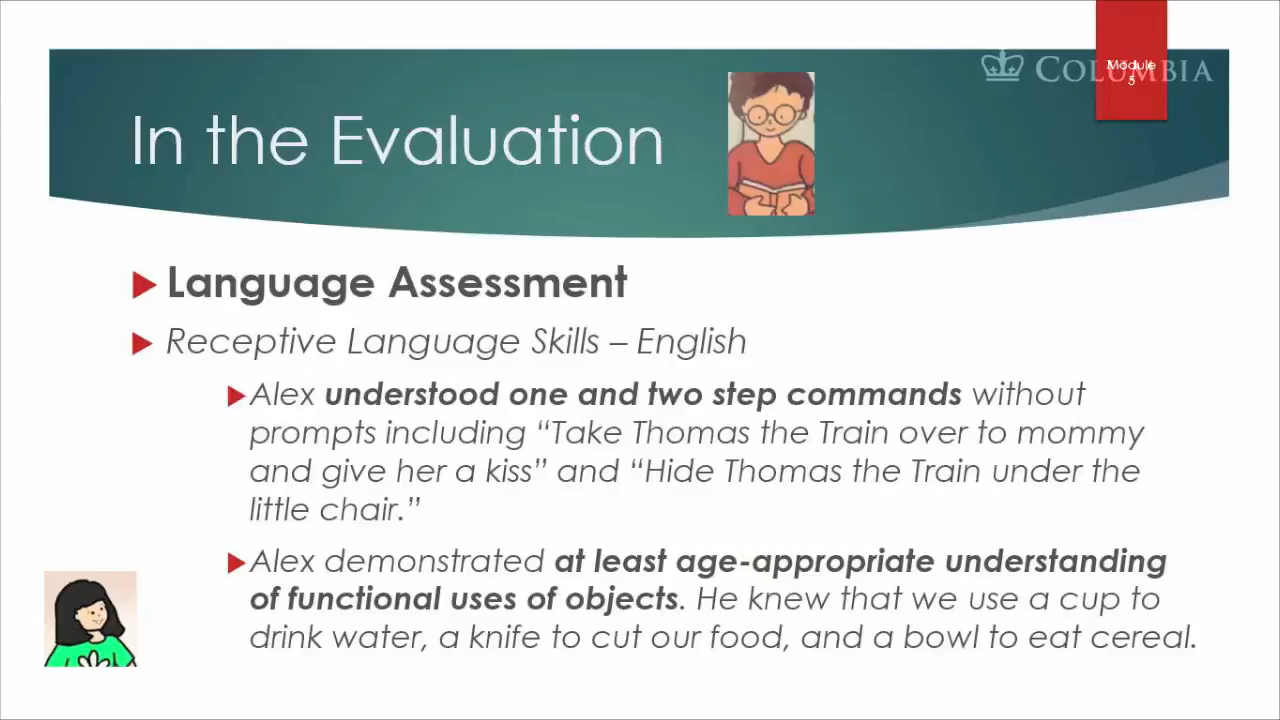 COLUMBIA
Module
5
In the Evaluation
Language Assessment
Receptive Language Skills – English
Alex understood one and two step commands without
prompts including “Take Thomas the Train over to mommy
and give her a kiss” and “Hide Thomas the Train under the
little chair.”
Alex demonstrated at least age-appropriate understanding
of functional uses of objects. He knew that we use a cup to
drink water, a knife to cut our food, and a bowl to eat cereal.